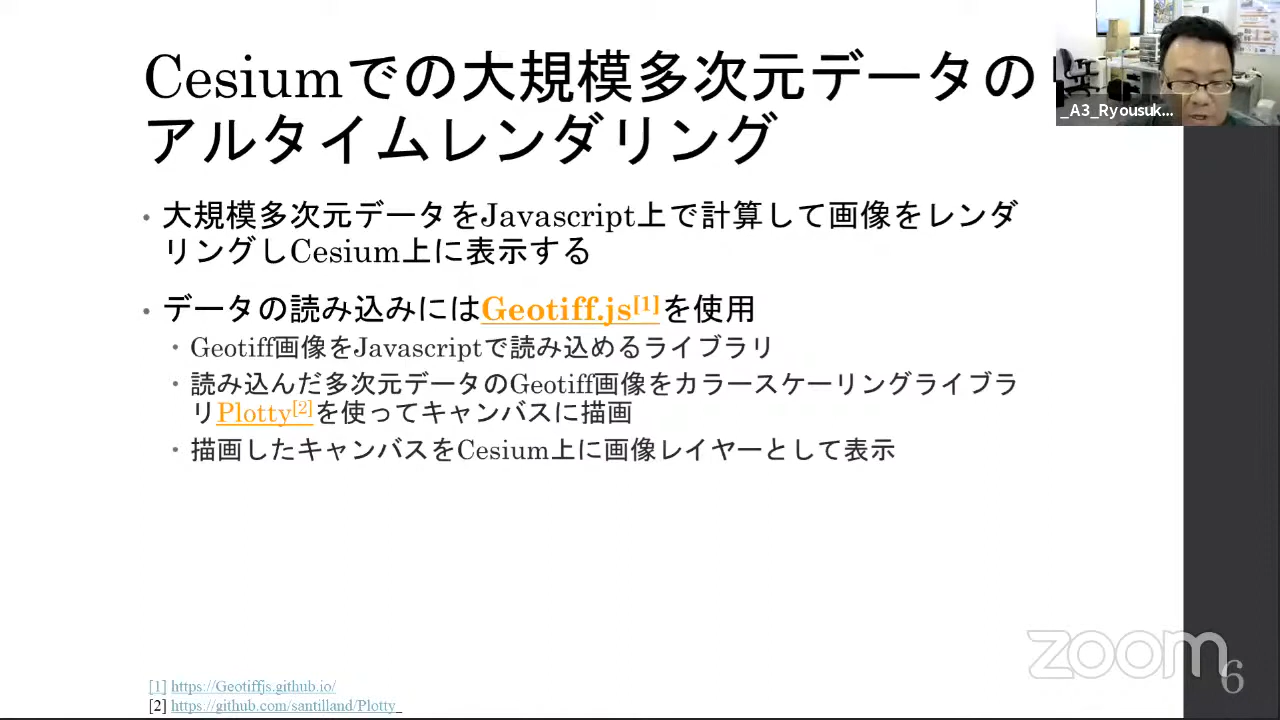 Cesiumでの大規模多次元データの
アルタイムレンダリング
_A3_Ryousuk...
・大規模多次元データをJavascript上で計算して画像をレンダ
リングしCesium上に表示する
・データの読み込みにはGeotiff.js[1]を使用
・Geotiff画像をJavascriptで読み込めるライブラリ
・読み込んだ多次元データのGeotiff画像をカラースケーリングライブラ
リPlotty[2]を使ってキャンバスに描画
・描画したキャンバスをCesium上に画像レイヤーとして表示
[1] https://Geotiffjs.github.io/
[2] https://github.com/santilland/Plotty
zoom
6